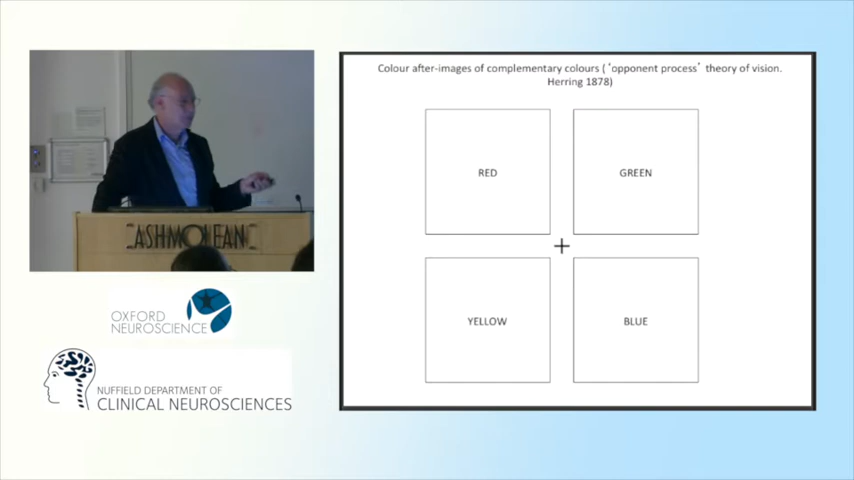 Colour after-images of complementary colours ( 'opponent process' theory of vision.
Herring 1878)
RED
GREEN
YELLOW
BLUE
ASHMOLEAN
OXFORD
NEUROSCIENCE
NUFFIELD DEPARTMENT OF
CLINICAL NEUROSCIENCES